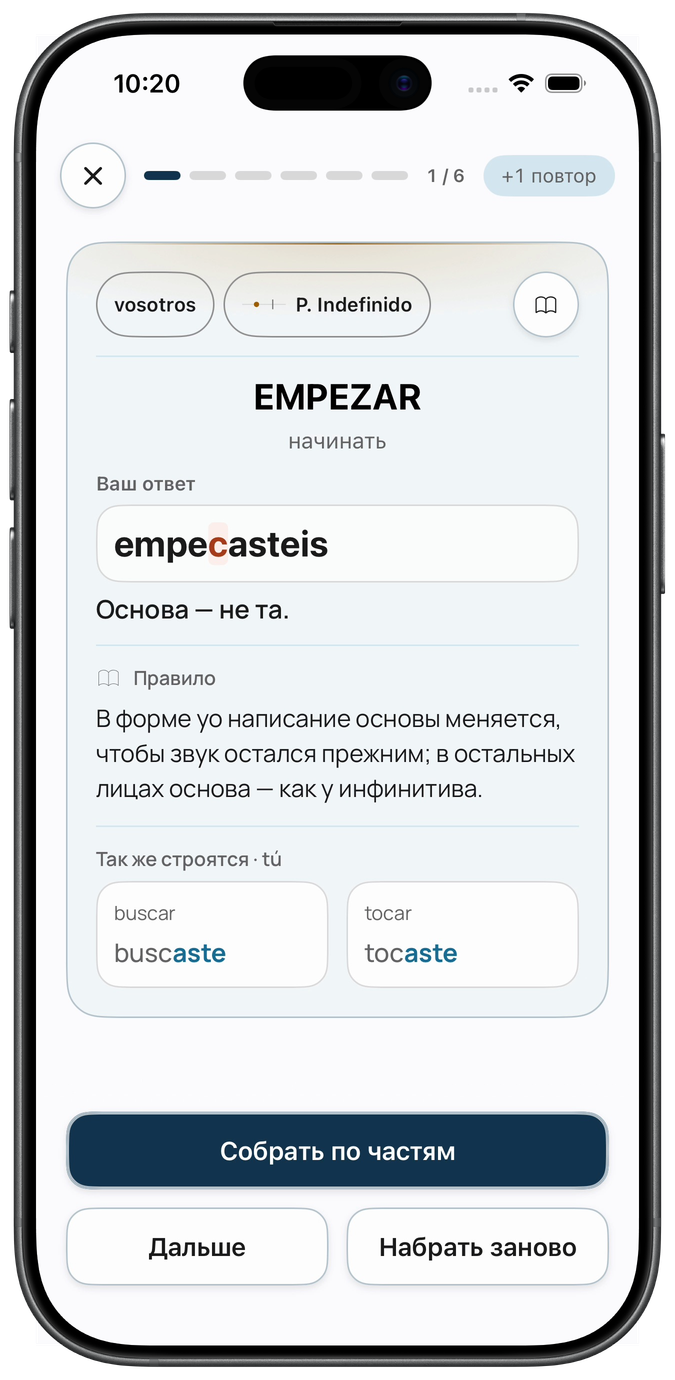 10:20
1 / 6
+1 повтор
vosotros
P. Indefinido
EMPEZAR
начинать
Ваш ответ
empecasteis
Основа — не та.
Правило
В форме yo написание основы меняется,
чтобы звук остался прежним; в остальных
лицах основа — как у инфинитива.
Так же строятся · tú
buscar
tocar
buscaste
tocaste
Собрать по частям
Дальше
Набрать заново